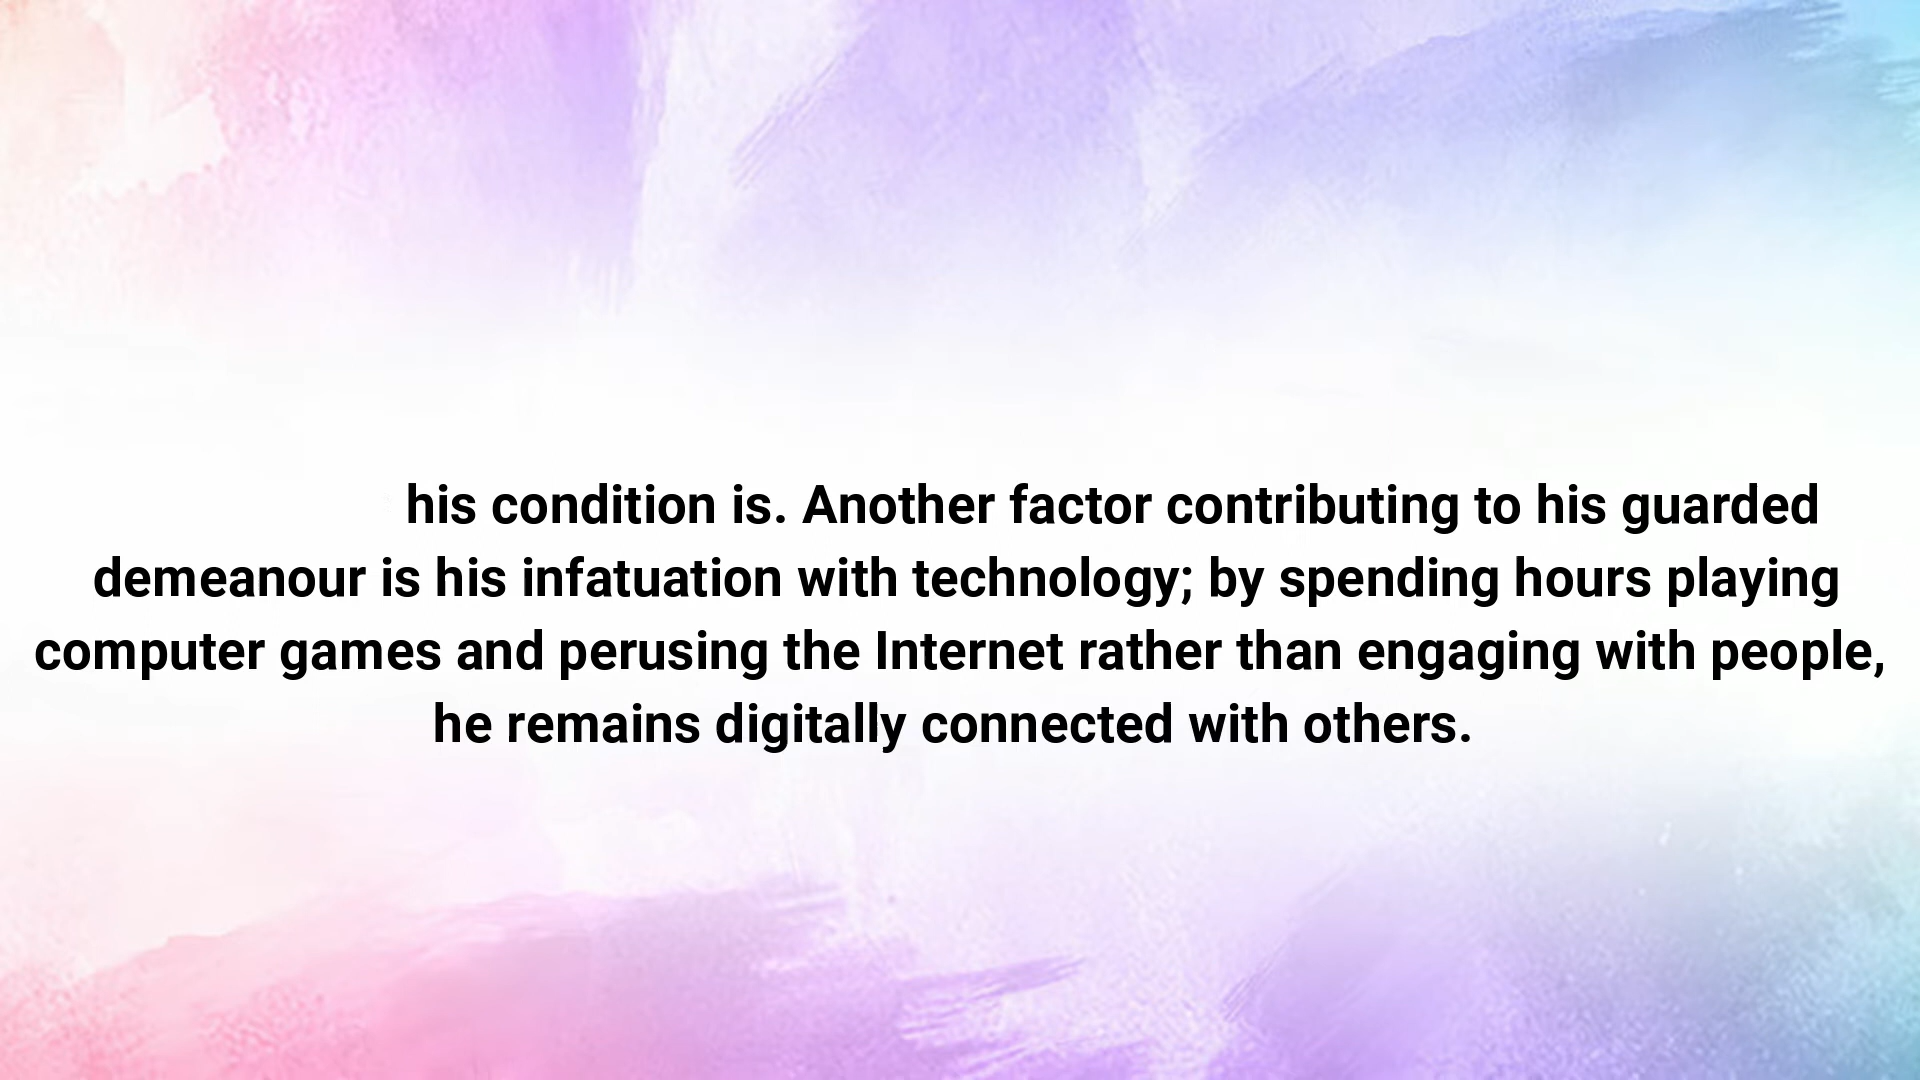 his condition is. Another factor contributing to his guarded
demeanour is his infatuation with technology; by spending hours playing
computer games and perusing the Internet rather than engaging with people,
he remains digitally connected with others.